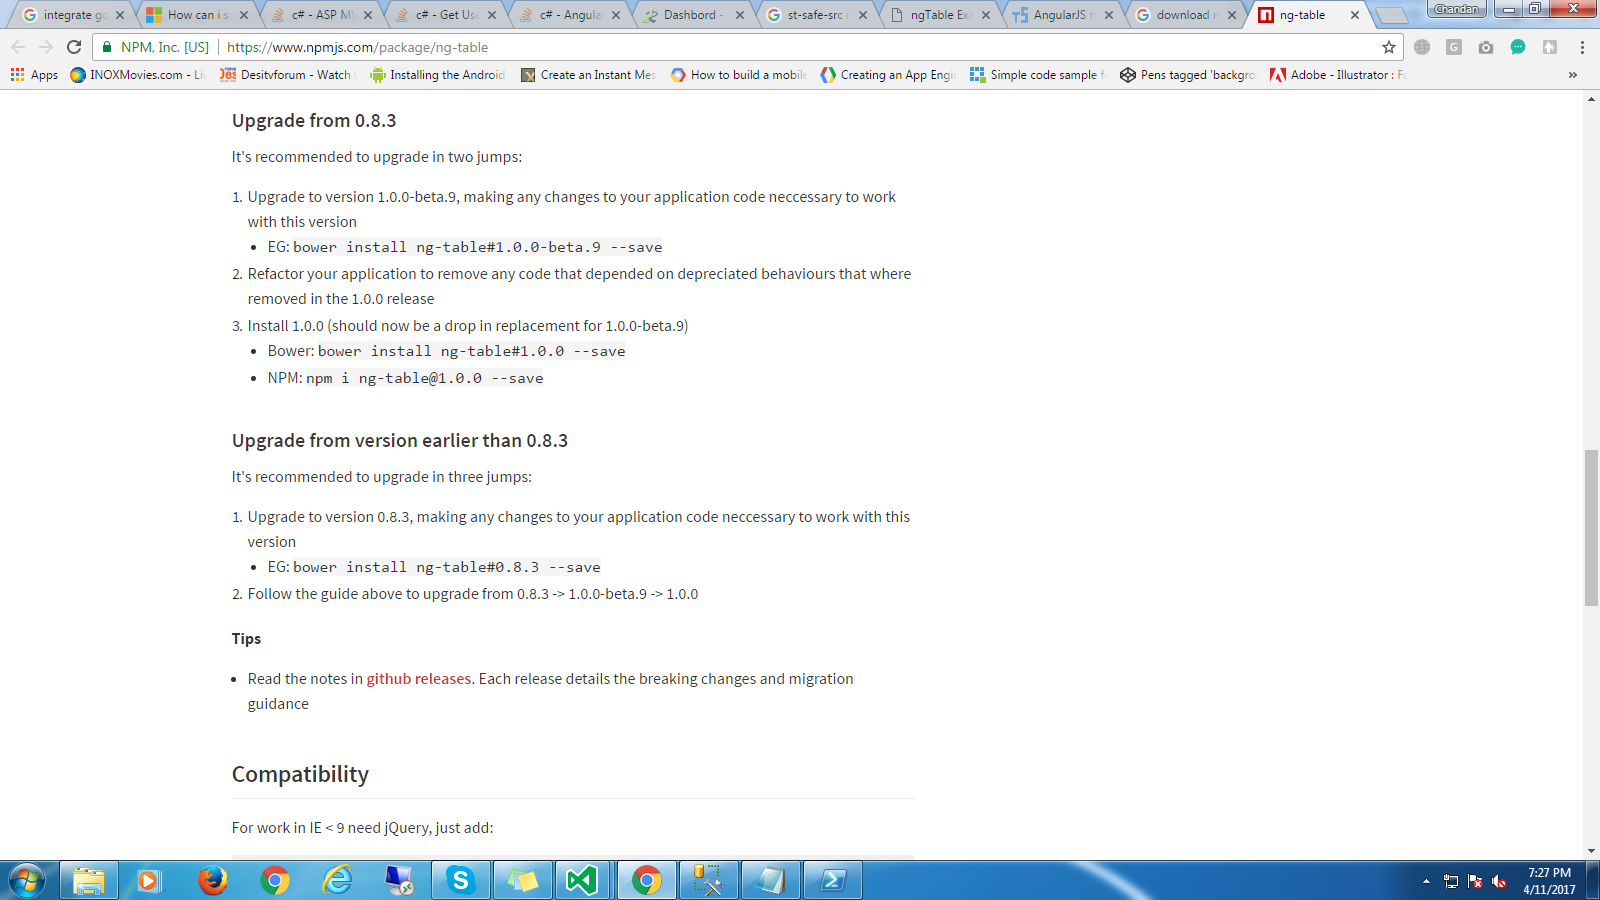 integrate go
How can i s
c# - ASP MV
c# - Get Use
c# - Angula
Dashbord -
st-safe-src n
ngTable Exa
AngularJS n
download n
ng-table
Chandan
NPM, Inc. [US]
https://www.npmjs.com/package/ng-table
Apps
INOXMovies.com - Liv
Desitvforum - Watch
Installing the Android
Create an Instant Mes
How to build a mobile
Creating an App Engi
Simple code sample f
Pens tagged 'backgro
Adobe - Illustrator : Fo
»
Upgrade from 0.8.3
It's recommended to upgrade in two jumps:
1. Upgrade to version 1.0.0-beta.9, making any changes to your application code neccessary to work
with this version
• EG: bower install ng-table#1.0.0-beta.9 --save
2. Refactor your application to remove any code that depended on depreciated behaviours that where
removed in the 1.0.0 release
3. Install 1.0.0 (should now be a drop in replacement for 1.0.0-beta.9)
• Bower: bower install ng-table#1.0.0 --save
• NPM: npm i ng-table@1.0.0 --save
Upgrade from version earlier than 0.8.3
It's recommended to upgrade in three jumps:
1. Upgrade to version 0.8.3, making any changes to your application code neccessary to work with this
version
• EG: bower install ng-table#0.8.3 --save
2. Follow the guide above to upgrade from 0.8.3 -> 1.0.0-beta.9 -> 1.0.0
Tips
• Read the notes in github releases. Each release details the breaking changes and migration
guidance
Compatibility
For work in IE < 9 need jQuery, just add:
7:27 PM
4/11/2017